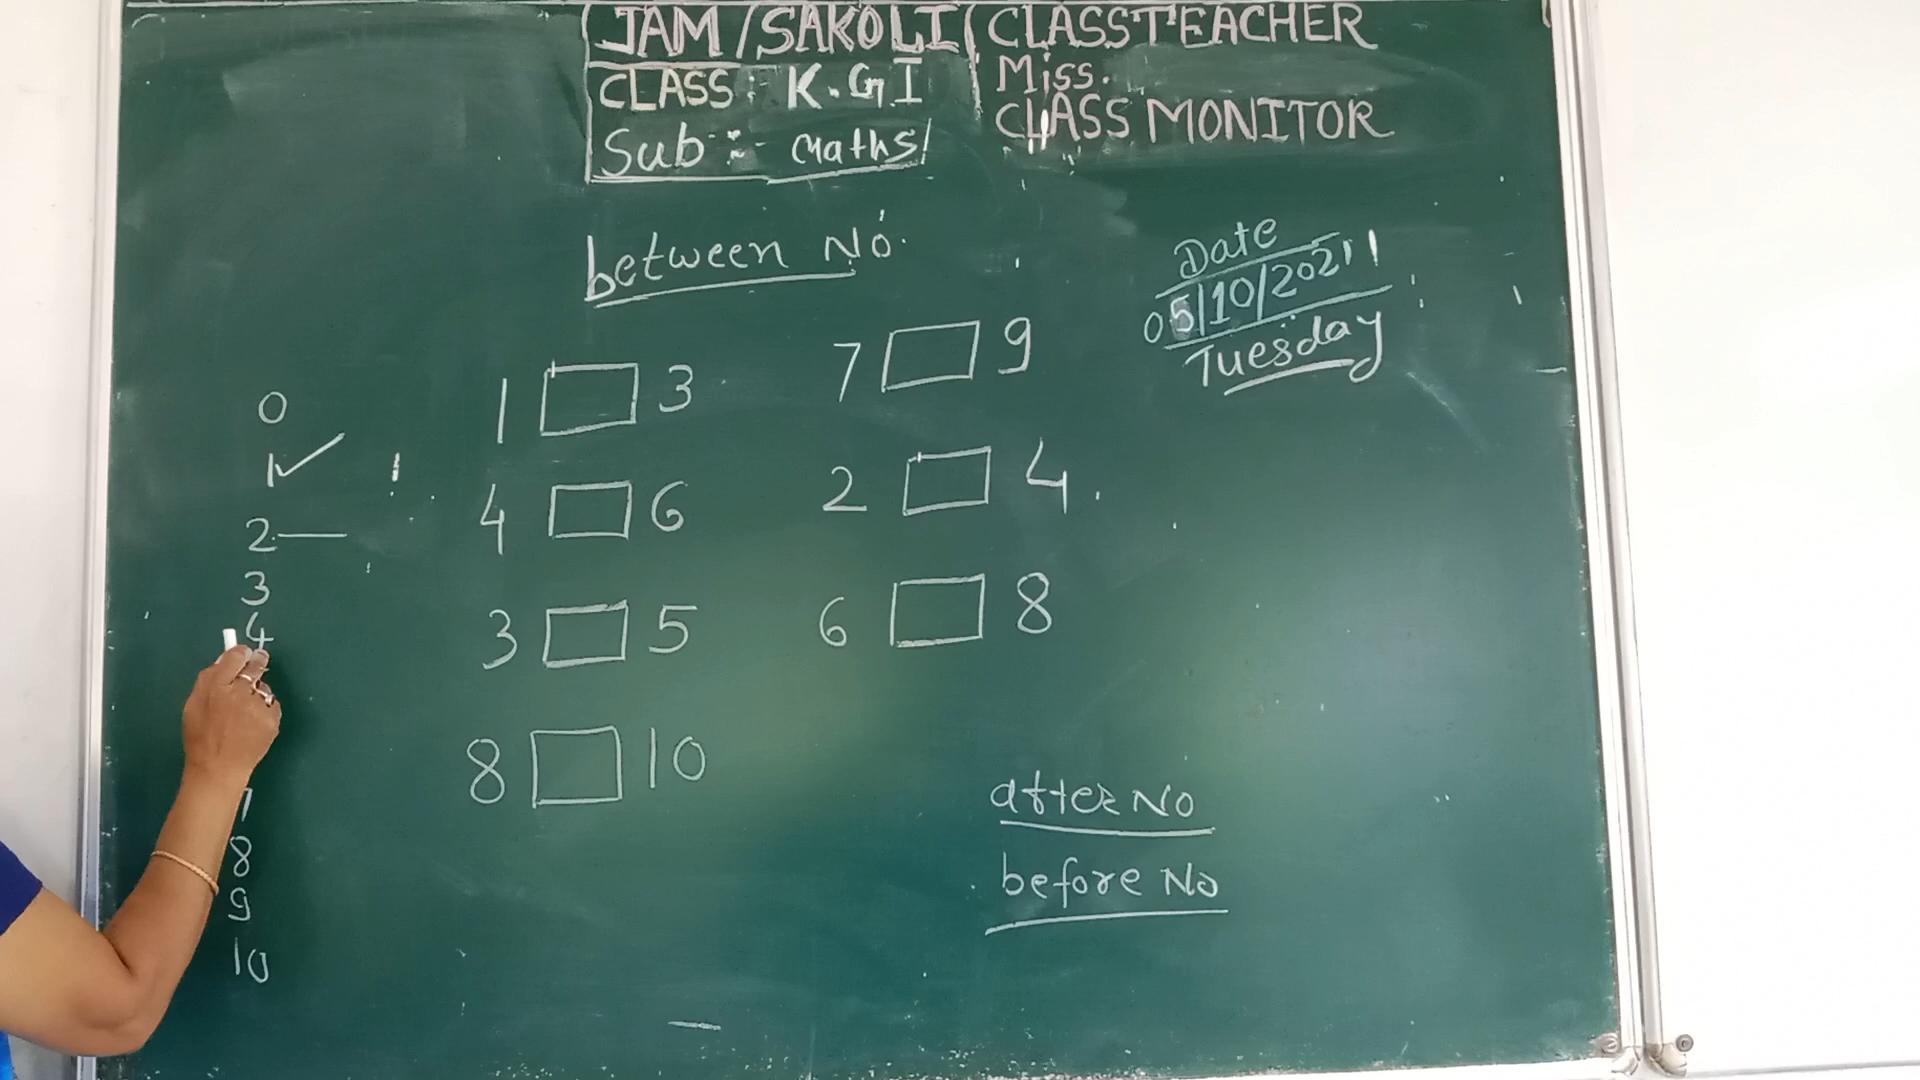 JAM/SAKOLI
CLASS: K.G I
Sub:- Maths
CLASSTEACHER
Miss.
CLASS MONITOR
between No.
Date
05/10/2021
Tuesday
0
1
2
3
4
7
8
9
10
1 3
4 6
3 5
8 10
7 9
2 4
6 8
after No
before No